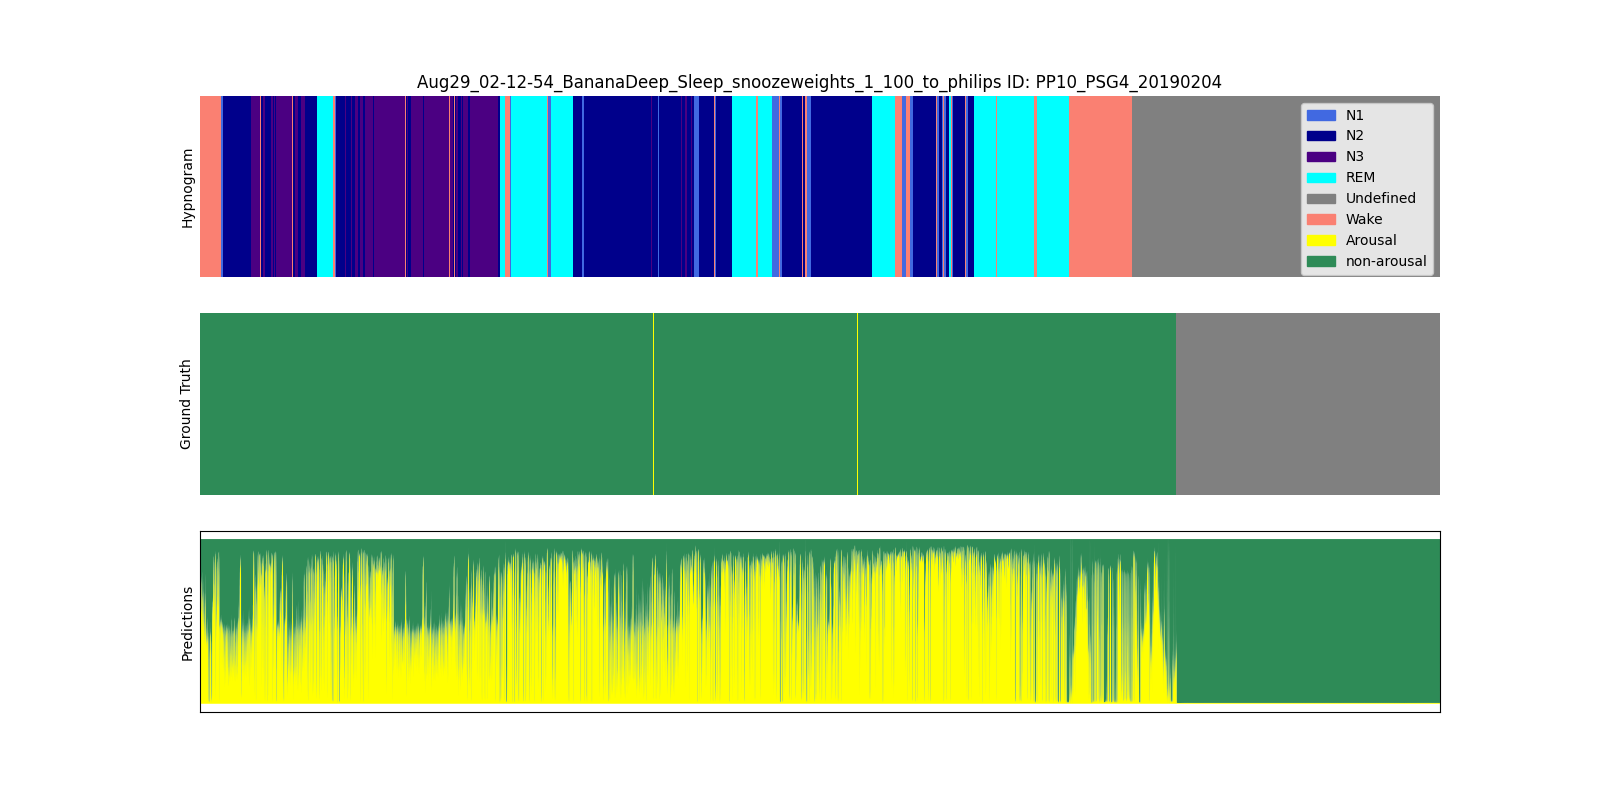 Aug29_02-12-54_BananaDeep_Sleep_snoozeweights_1_100_to_philips ID: PP10_PSG4_20190204
Hypnogram
N1
N2
N3
REM
Undefined
Wake
Arousal
non-arousal
Ground Truth
Predictions